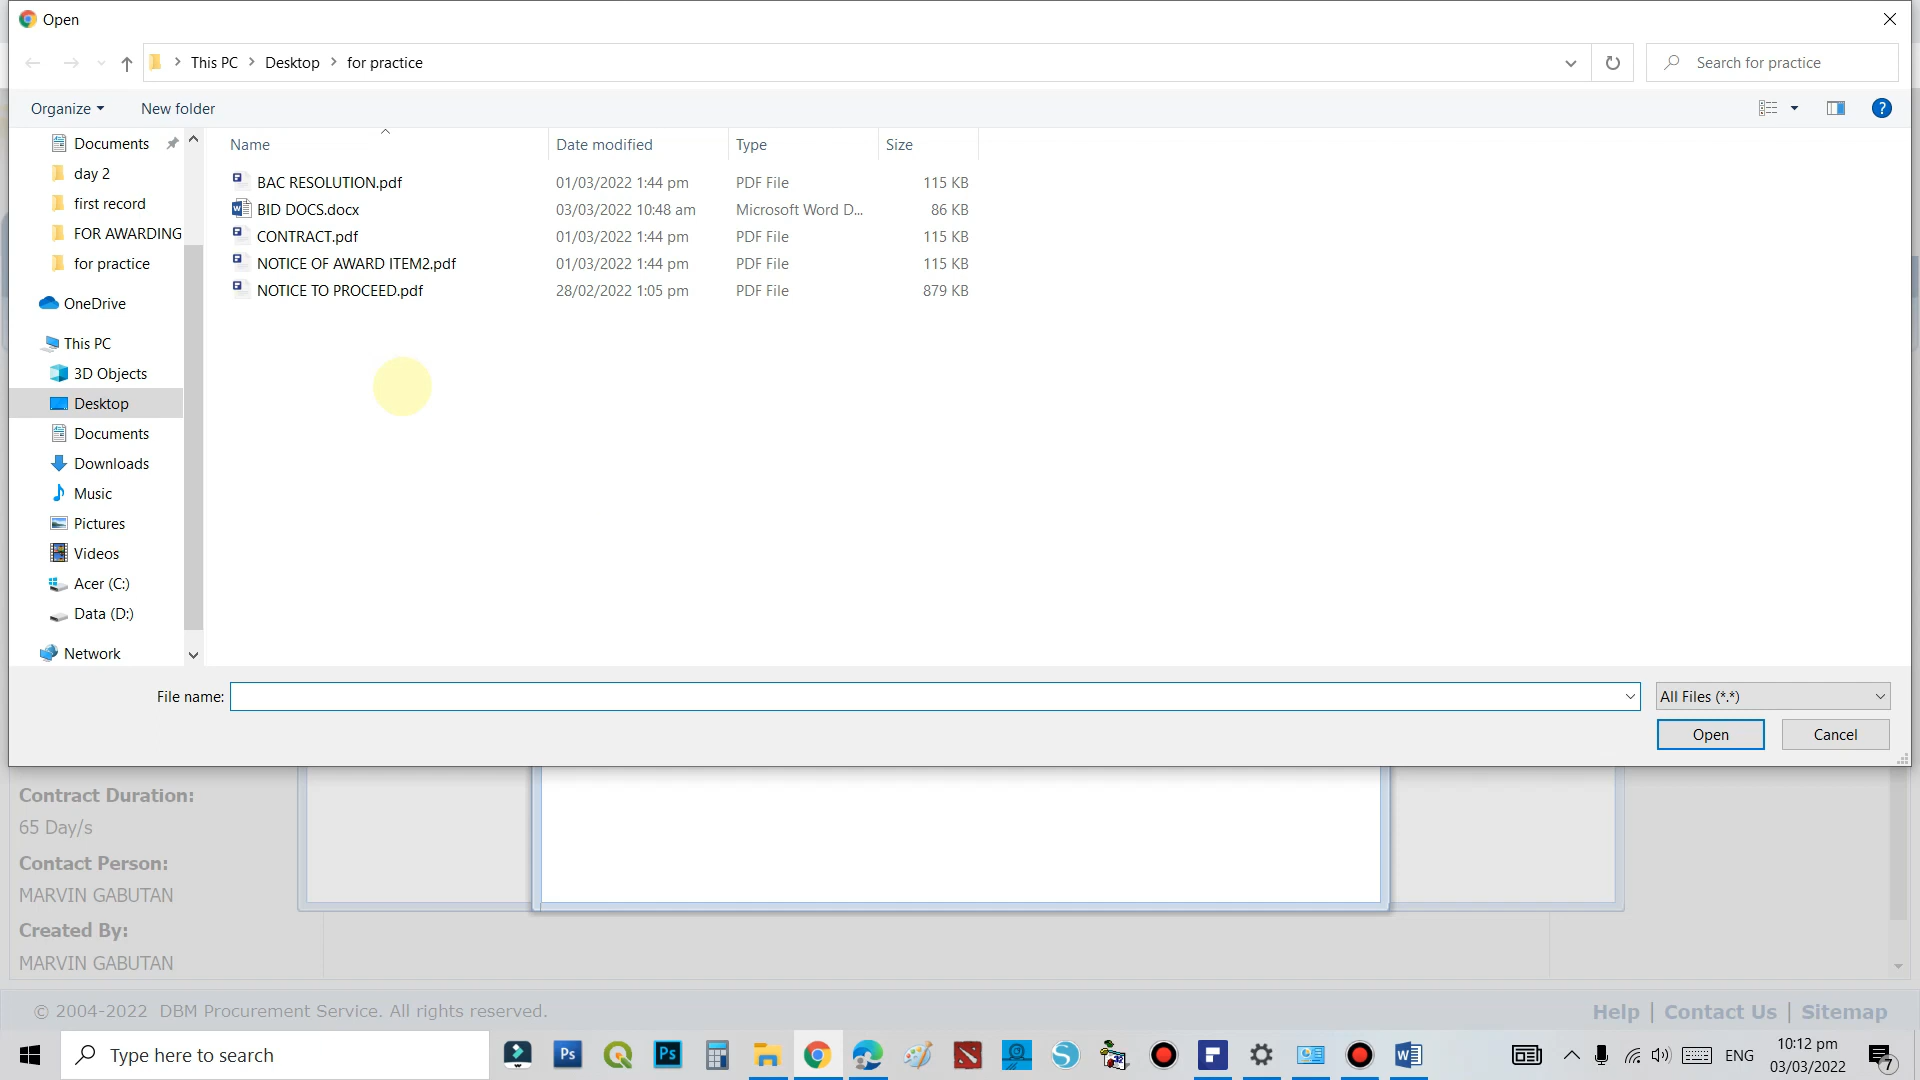 Open
This PC > Desktop > for practice
Search for practice
Organize
New folder
Name Date modified Type Size
BAC RESOLUTION.pdf 01/03/2022 1:44 pm PDF File 115 KB
BID DOCS.docx 03/03/2022 10:48 am Microsoft Word D... 86 KB
CONTRACT.pdf 01/03/2022 1:44 pm PDF File 115 KB
NOTICE OF AWARD ITEM2.pdf 01/03/2022 1:44 pm PDF File 115 KB
NOTICE TO PROCEED.pdf 28/02/2022 1:05 pm PDF File 879 KB
Documents
day 2
first record
FOR AWARDING
for practice
OneDrive
This PC
3D Objects
Desktop
Documents
Downloads
Music
Pictures
Videos
Acer (C:)
Data (D:)
Network
File name:
All Files (*.*)
Open Cancel
Contract Duration:
65 Day/s
Contact Person:
MARVIN GABUTAN
Created By:
MARVIN GABUTAN
© 2004-2022 DBM Procurement Service. All rights reserved.
Help | Contact Us | Sitemap
Type here to search
Ps
Ps
ENG
10:12 pm
03/03/2022
7